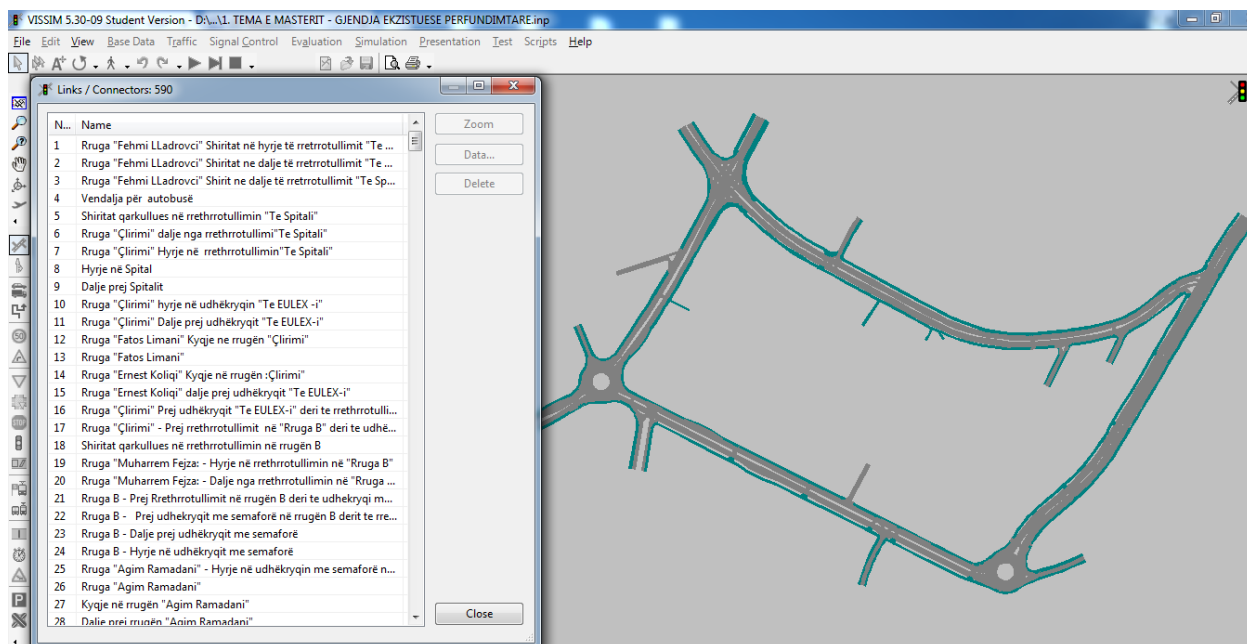 VISSIM 5.30-09 Student Version - D:\...\1. TEMA E MASTERIT - GJENDJA EKZISTUESE PERFUNDIMTARE.inp
File Edit View Base Data Traffic Signal Control Evaluation Simulation Presentation Test Scripts Help
Links / Connectors: 590
N... Name
1 Rruga "Fehmi LLadrovci" Shiritat në hyrje të rretrrotullimit "Te ...
2 Rruga "Fehmi LLadrovci" Shiritat ne dalje të rretrrotullimit "Te ...
3 Rruga "Fehmi LLadrovci" Shirit ne dalje të rretrrotullimit "Te Sp...
4 Vendalja për autobusë
5 Shiritat qarkullues në rrethrrotullimin "Te Spitali"
6 Rruga "Çlirimi" dalje nga rrethrrotullimi"Te Spitali"
7 Rruga "Çlirimi" Hyrje në rrethrrotullimin"Te Spitali"
8 Hyrje në Spital
9 Dalje prej Spitalit
10 Rruga "Çlirimi" hyrje në udhëkryqin "Te EULEX -i"
11 Rruga "Çlirimi" Dalje prej udhëkryqit "Te EULEX-i"
12 Rruga "Fatos Limani" Kyqje ne rrugën "Çlirimi"
13 Rruga "Fatos Limani"
14 Rruga "Ernest Koliqi" Kyqje në rrugën :Çlirimi"
15 Rruga "Ernest Koliqi" dalje prej udhëkryqit "Te EULEX-i"
16 Rruga "Çlirimi" Prej udhëkryqit "Te EULEX-i" deri te rrethrrotulli...
17 Rruga "Çlirimi" - Prej rrethrrotullimit në "Rruga B" deri te udhë...
18 Shiritat qarkullues në rrethrrotullimin në rrugën B
19 Rruga "Muharrem Fejza: - Hyrje në rrethrrotullimin në "Rruga B"
20 Rruga "Muharrem Fejza: - Dalje nga rrethrrotullimin në "Rruga ...
21 Rruga B - Prej Rrethrrotullimit në rrugën B deri te udhekryqi m...
22 Rruga B - Prej udhekryqit me semaforë në rrugën B derit te rre...
23 Rruga B - Dalje prej udhëkryqit me semaforë
24 Rruga B - Hyrje në udhëkryqit me semaforë
25 Rruga "Agim Ramadani" - Hyrje në udhëkryqin me semaforë n...
26 Rruga "Agim Ramadani"
27 Kyqje në rrugën "Agim Ramadani"
28 Dalje prej rrugën "Agim Ramadani"
Zoom
Data...
Delete
Close
50
STOP
P